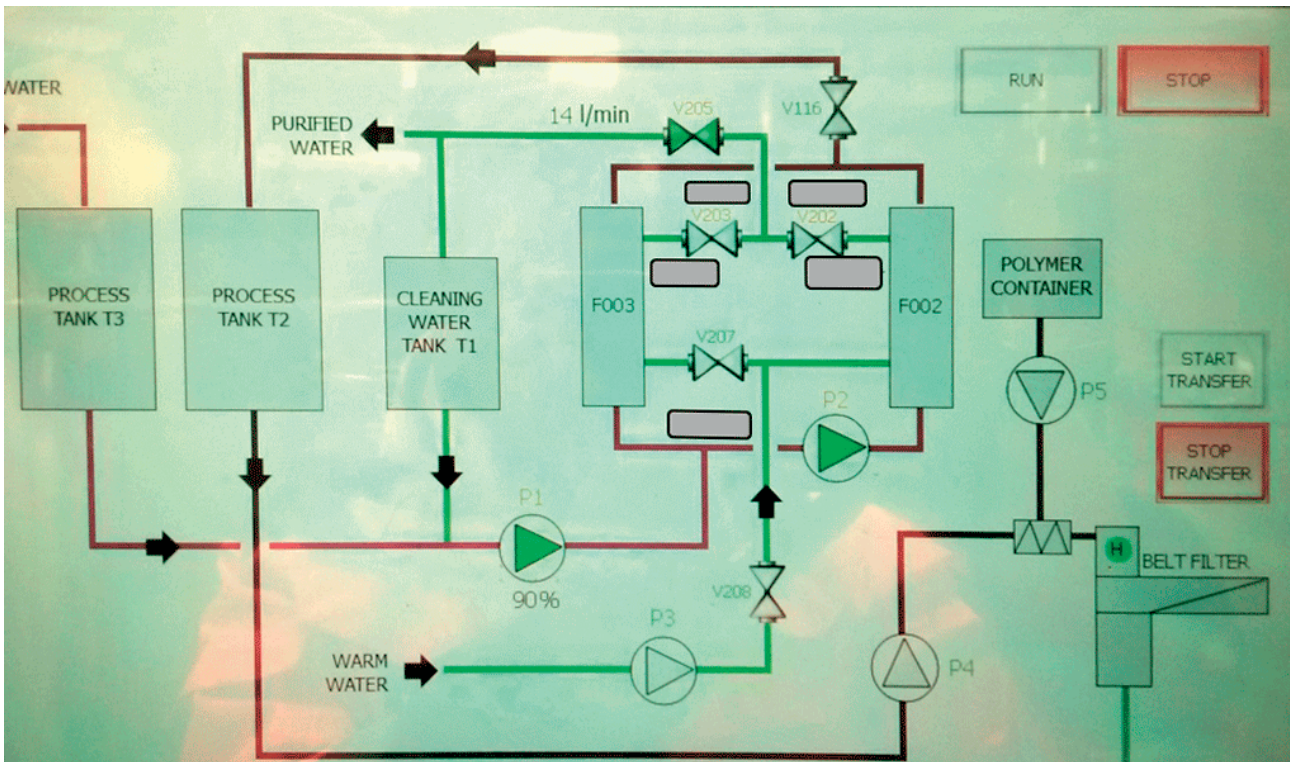 RUN
STOP
WATER
14 l/min
V205
V116
PURIFIED
WATER
V203
V202
PROCESS
TANK T3
PROCESS
TANK T2
CLEANING
WATER
TANK T1
F003
F002
POLYMER
CONTAINER
V207
START
TRANSFER
P2
P5
STOP
TRANSFER
P1
90%
H
BELT FILTER
V208
P3
WARM
WATER
P4